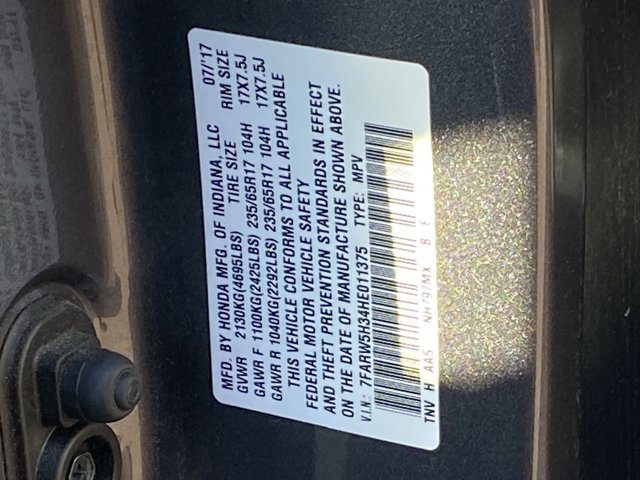 MFD. BY HONDA MFG. OF INDIANA, LLC 07/'17
GVWR 2130KG(4695LBS) TIRE SIZE RIM SIZE
GAWR F 1100KG(2425LBS) 235/65R17 104H 17X7.5J
GAWR R 1040KG(2292LBS) 235/65R17 104H 17X7.5J
THIS VEHICLE CONFORMS TO ALL APPLICABLE
FEDERAL MOTOR VEHICLE SAFETY
AND THEFT PREVENTION STANDARDS IN EFFECT
ON THE DATE OF MANUFACTURE SHOWN ABOVE.
V.I.N.: 7FARW5H34HE011375 TYPE: MPV
TNV H AA5 NH797MX B E